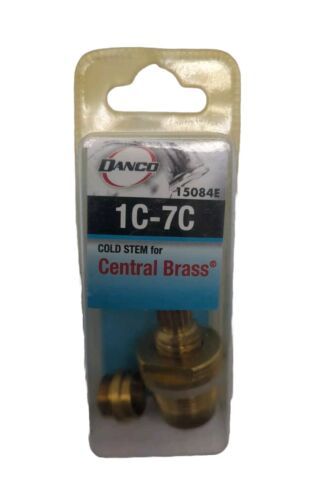 DANCO
15084E
1C-7C
COLD STEM for
Central Brass®